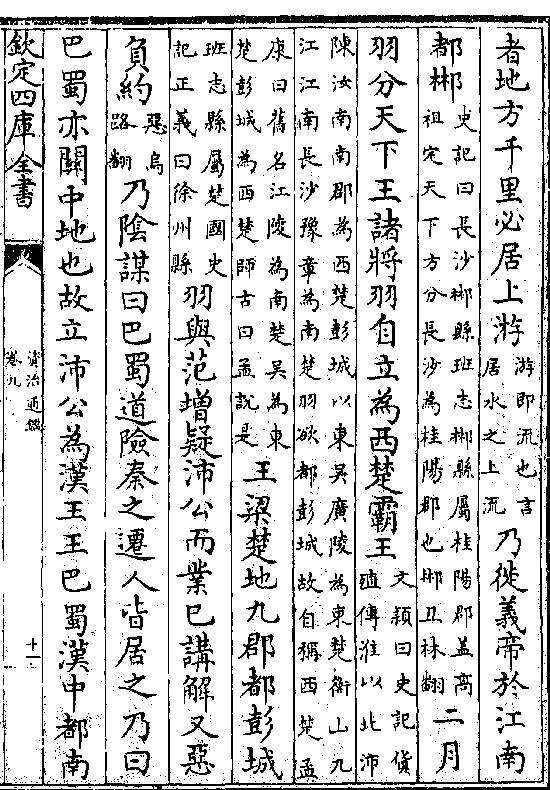 者地方千里必居上游游即流也言居水之上流乃徙義帝於江南
都郴史記曰長沙郴縣班志郴縣屬桂陽郡蓋高祖定天下方分長沙為桂陽郡也郴丑林翻二月
羽分天下王諸將羽自立為西楚霸王文穎曰史記貨殖傳淮以北沛
陳汝南南郡為西楚彭城以東吳廣陵為東楚衡山九江江南長沙豫章為南楚羽欲都彭城故自稱西楚孟
康曰舊名江陵為南楚吳為東楚彭城為西楚師古曰孟說是王梁楚地九郡都彭城
班志縣屬楚國史記正義曰徐州縣羽與范增疑沛公而業已講解又惡
負約惡烏路翻乃陰謀曰巴蜀道險秦之遷人皆居之乃曰
巴蜀亦關中地也故立沛公為漢王王巴蜀漢中都南
欽定四庫全書
資治通鑑
卷九
十一